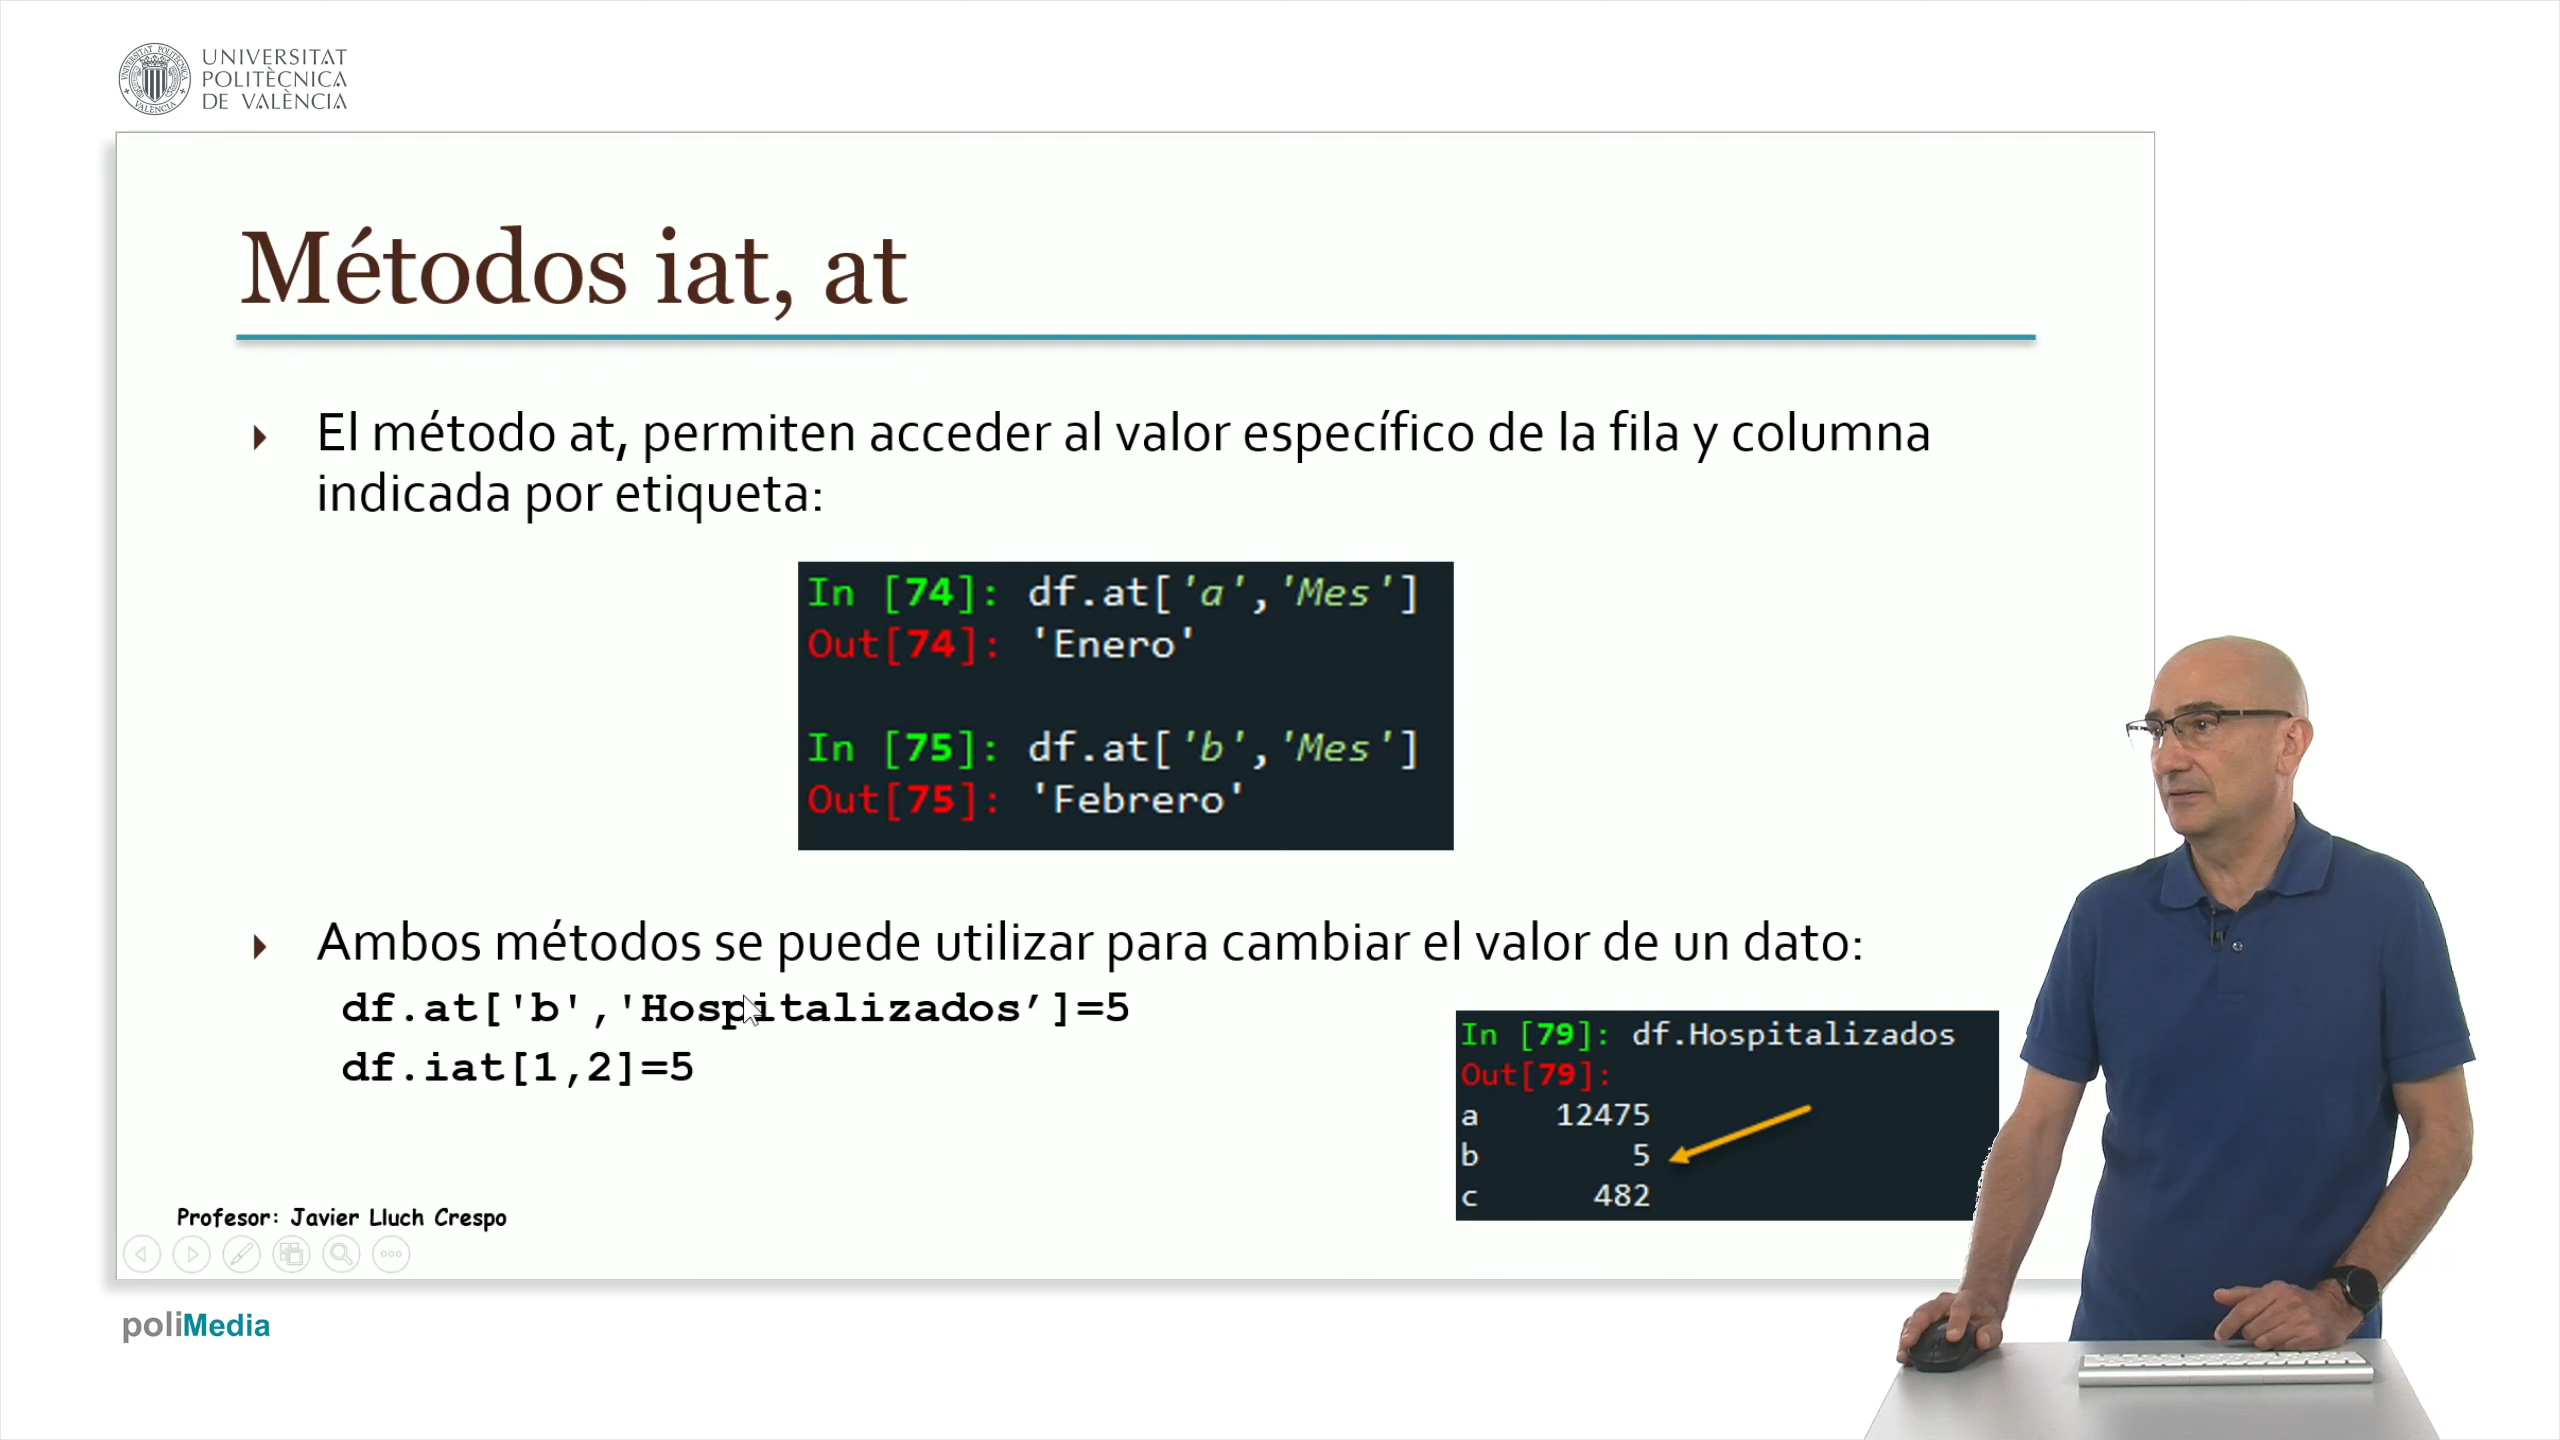 UNIVERSITAT
POLITÈCNICA
DE VALÈNCIA
Métodos iat, at
El método at, permiten acceder al valor específico de la fila y columna
indicada por etiqueta:
In [74]: df.at['a','Mes']
Out[74]: 'Enero'
In [75]: df.at['b','Mes']
Out[75]: 'Febrero'
Ambos métodos se puede utilizar para cambiar el valor de un dato:
df.at['b','Hospitalizados’]=5
df.iat[1,2]=5
In [79]: df.Hospitalizados
Out[79]:
a 12475
b 5
c 482
Profesor: Javier Lluch Crespo
poliMedia